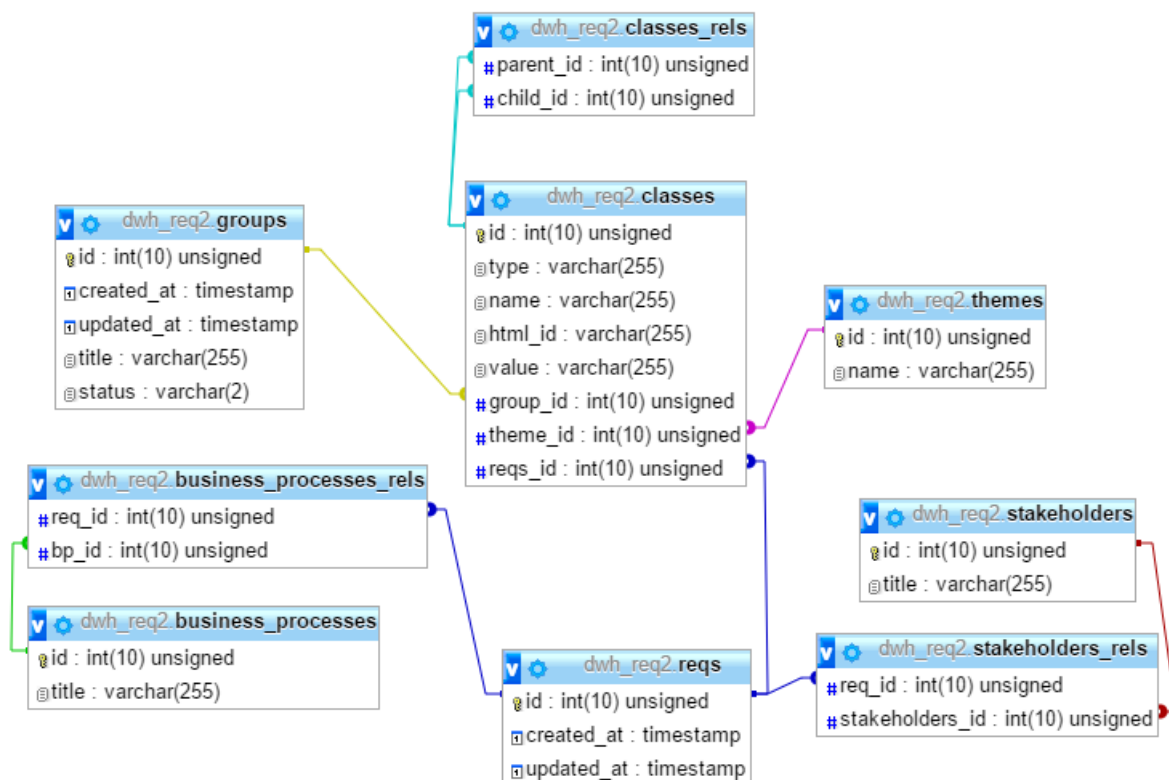 dwh_req2.classes_rels
parent_id : int(10) unsigned
child_id : int(10) unsigned
dwh_req2.classes
id : int(10) unsigned
type : varchar(255)
name : varchar(255)
html_id : varchar(255)
value : varchar(255)
group_id : int(10) unsigned
theme_id : int(10) unsigned
reqs_id : int(10) unsigned
dwh_req2.groups
id : int(10) unsigned
created_at : timestamp
updated_at : timestamp
title : varchar(255)
status : varchar(2)
dwh_req2.themes
id : int(10) unsigned
name : varchar(255)
dwh_req2.business_processes_rels
req_id : int(10) unsigned
bp_id : int(10) unsigned
dwh_req2.stakeholders
id : int(10) unsigned
title : varchar(255)
dwh_req2.business_processes
id : int(10) unsigned
title : varchar(255)
dwh_req2.reqs
id : int(10) unsigned
created_at : timestamp
updated_at : timestamp
dwh_req2.stakeholders_rels
req_id : int(10) unsigned
stakeholders_id : int(10) unsigned